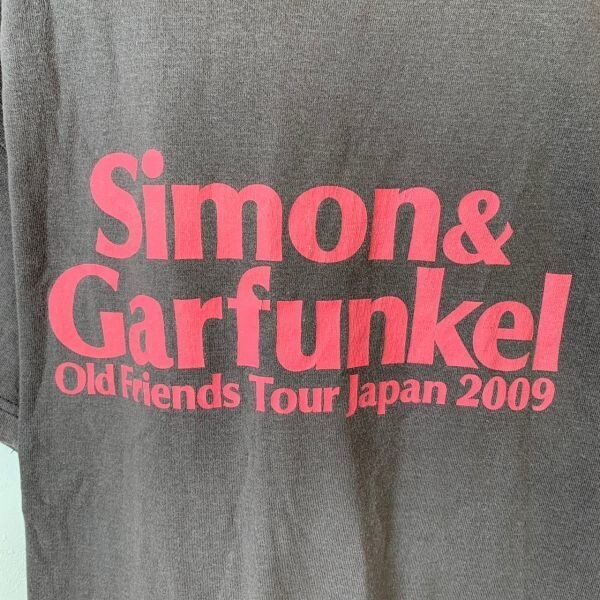 Simon&
Garfunkel
Old Friends Tour Japan 2009